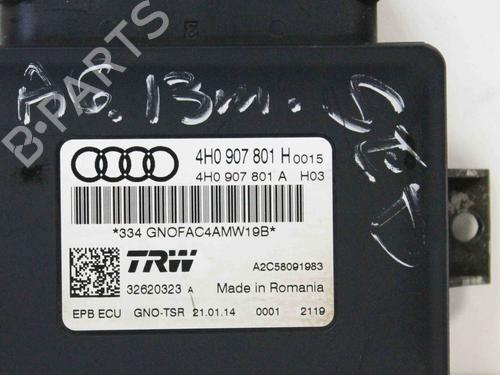 B-PARTS
A6. 13m.
4H0 907 801 H 0015
4H0 907 801 A H03
*334 GNOFAC4AMW19B*
TRW A2C58091983
32620323 A Made in Romania
EPB ECU GNO-TSR 21.01.14 0001 2119